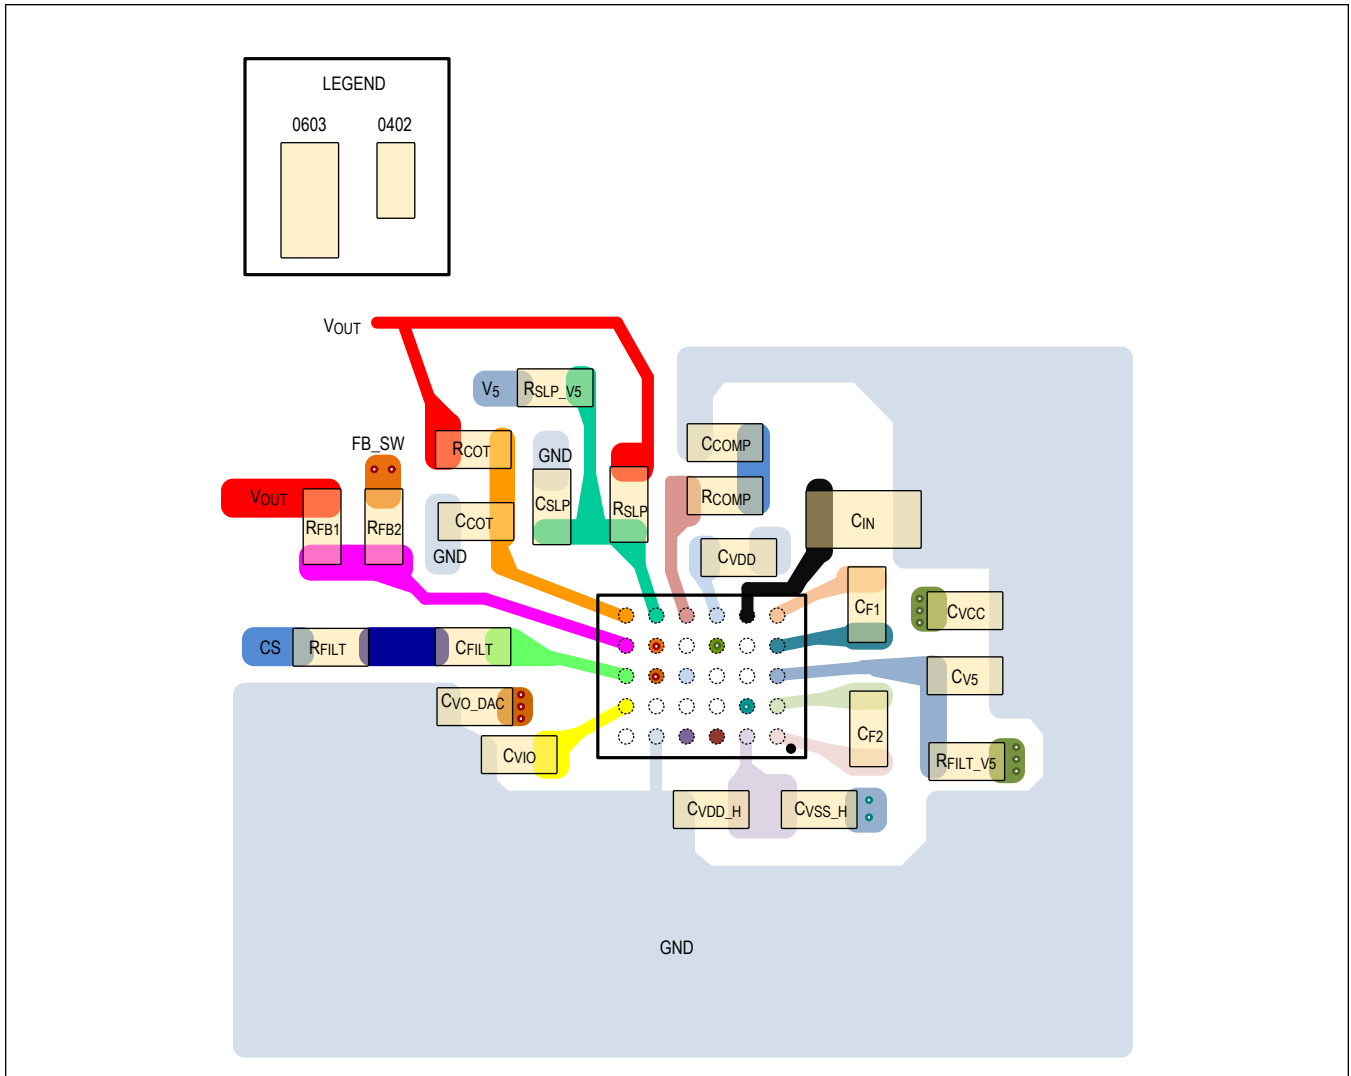 LEGEND
0603 0402
VOUT
V5 RSLP_V5
FB_SW
RCOT
GND
CCOMP
VOUT
RFB1
RFB2
CCOT
GND
CSLP
RSLP
RCOMP
CIN
CVDD
CF1
CVCC
CS RFILT CFILT
CV5
CVO_DAC
CVIO
CF2
RFILT_V5
CVDD_H CVSS_H
GND